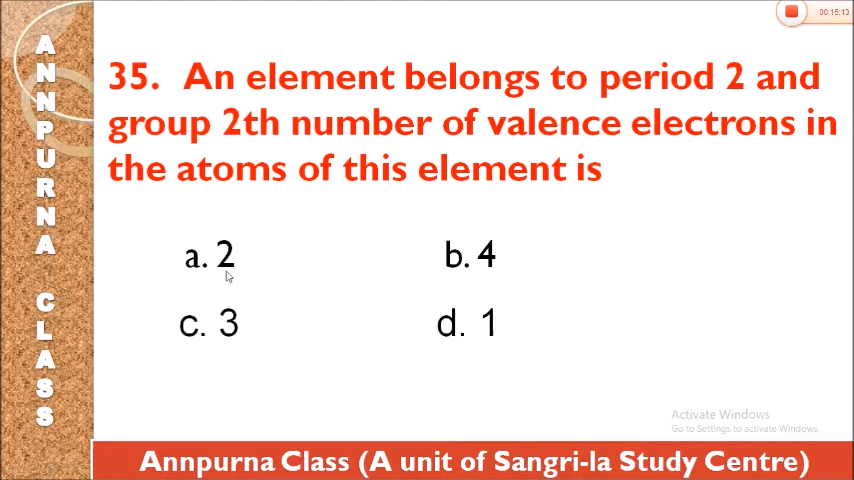 00:15:13
ANNPURNA CLASS
35. An element belongs to period 2 and
group 2th number of valence electrons in
the atoms of this element is
a. 2 b. 4
c. 3 d. 1
Activate Windows
Go to Settings to activate Windows.
Annpurna Class (A unit of Sangri-la Study Centre)